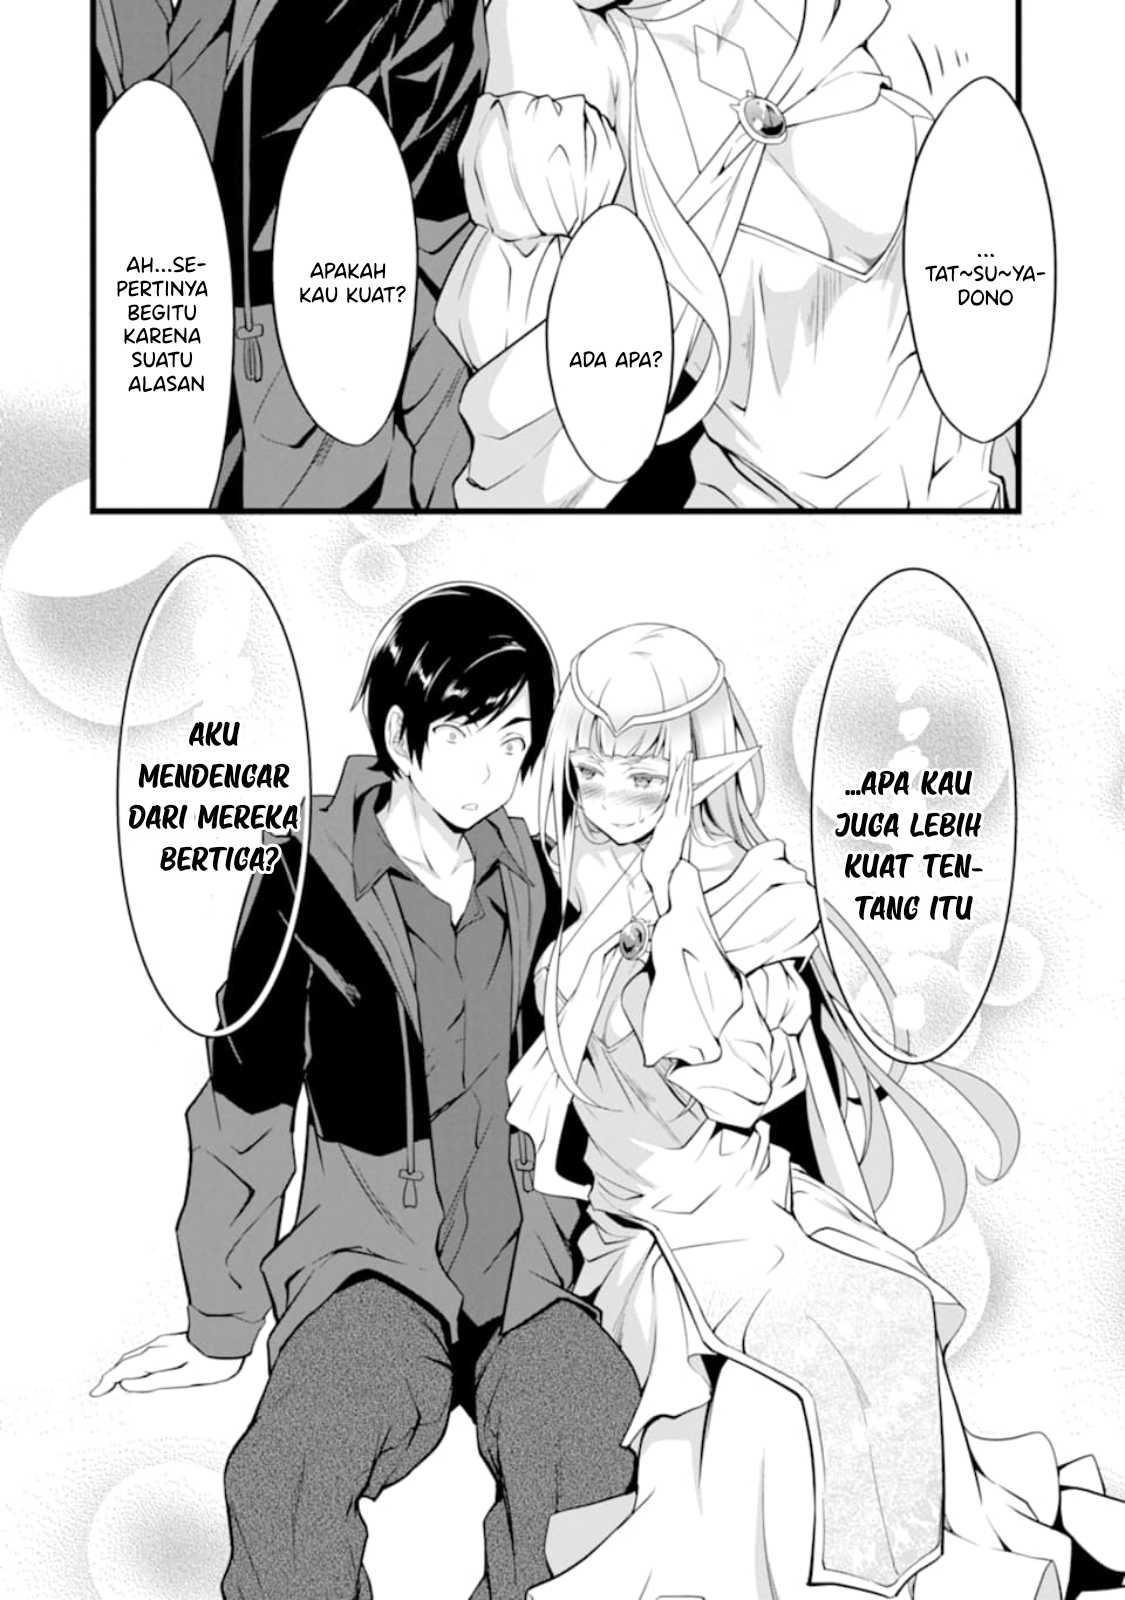 ...
TAT~SU~YA-
DONO
ADA APA?
APAKAH
KAU KUAT?
AH...SE-
PERTINYA
BEGITU
KARENA
SUATU
ALASAN
...APA KAU
JUGA LEBIH
KUAT TEN-
TANG ITU
AKU
MENDENGAR
DARI MEREKA
BERTIGA?